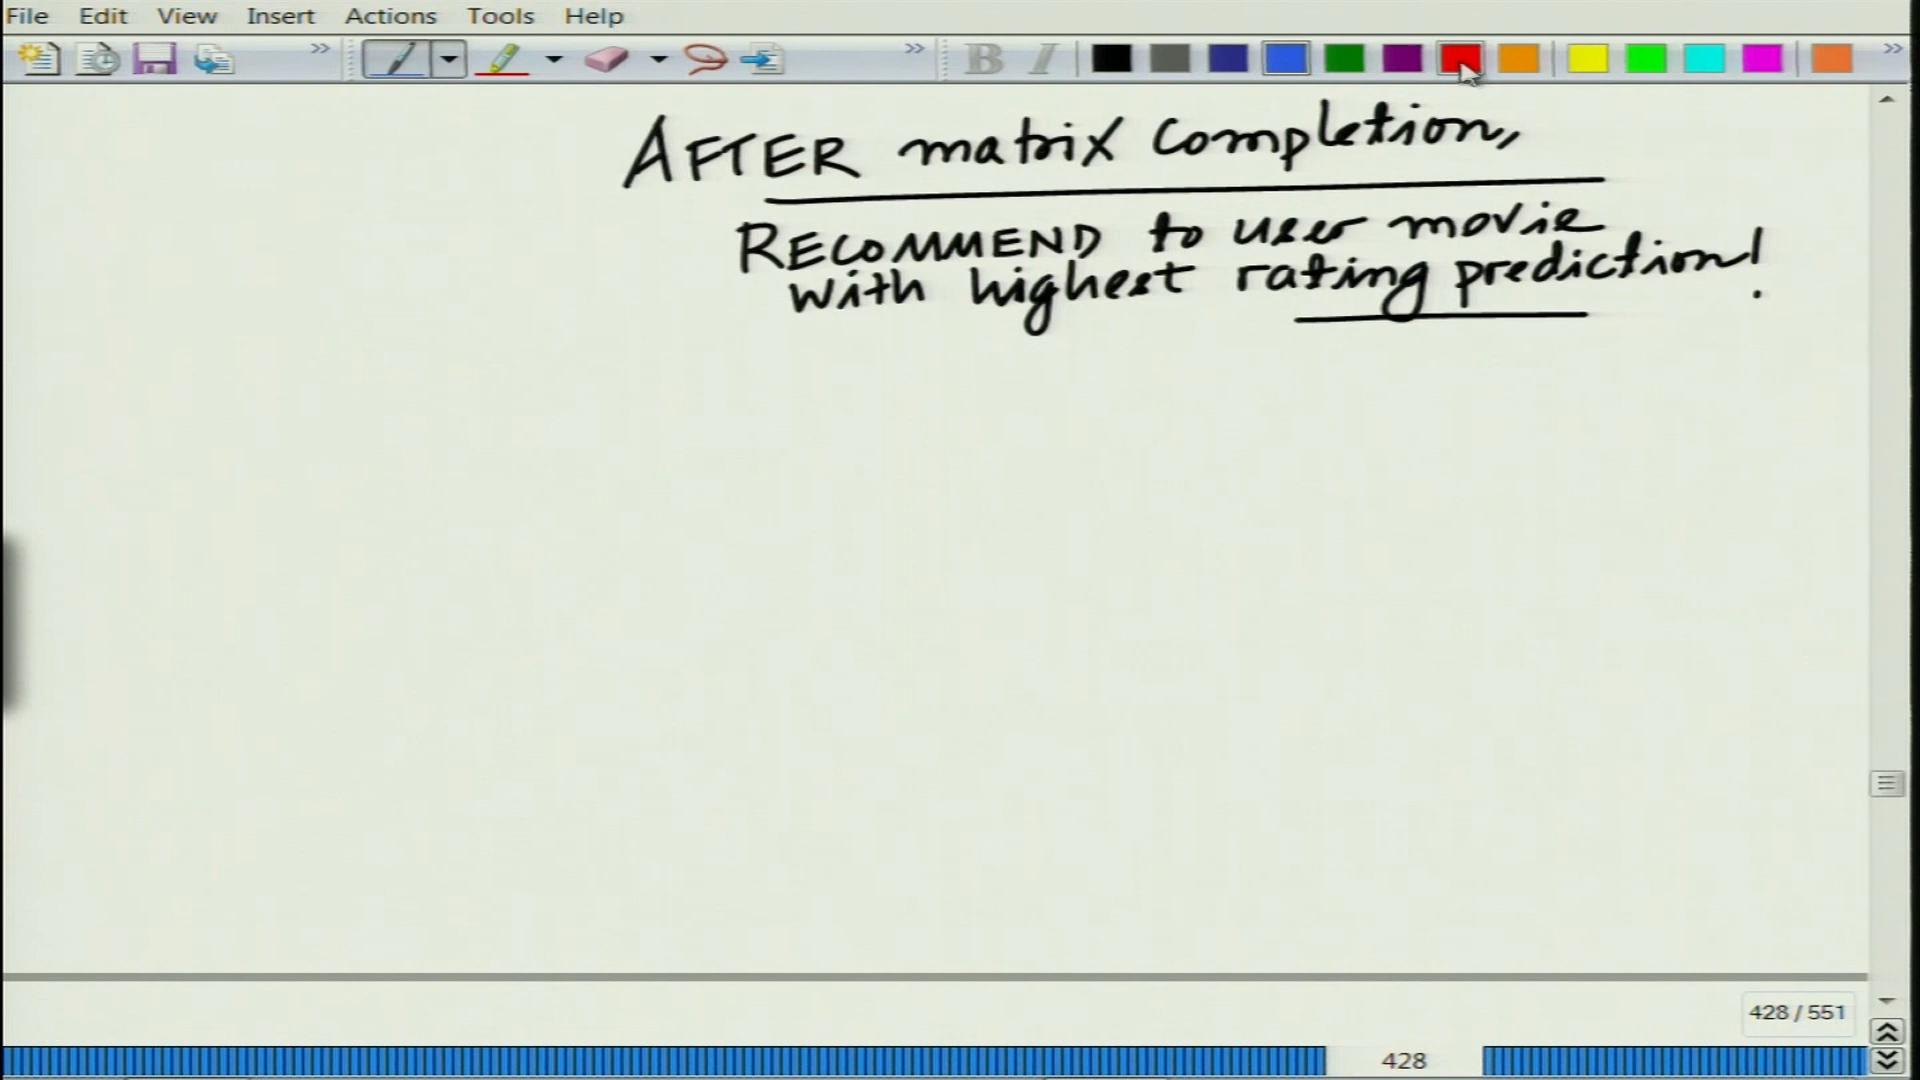 File Edit View Insert Actions Tools Help
B I
AFTER matrix completion,
RECOMMEND to user movie
with highest rating prediction!
428 / 551
428